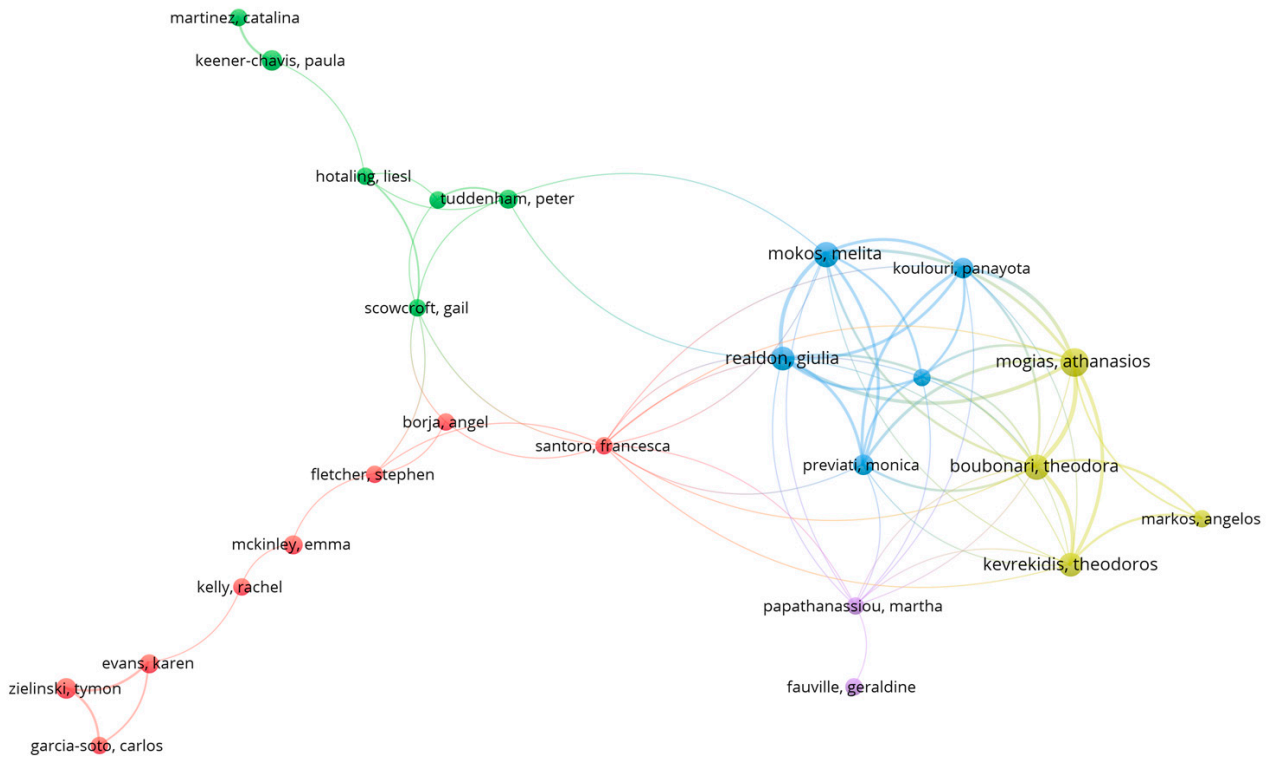 martinez, catalina
keener-chavis, paula
hotaling, liesl
tuddenham, peter
mokos, melita
koulouri, panayota
scowcroft, gail
realdon, giulia
mogias, athanasios
borja, angel
santoro, francesca
previati, monica
boubonari, theodora
fletcher, stephen
markos, angelos
mckinley, emma
kevrekidis, theodoros
kelly, rachel
papathanassiou, martha
evans, karen
zielinski, tymon
fauville, geraldine
garcia-soto, carlos